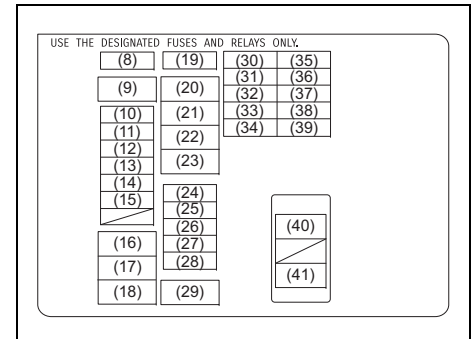 USE THE DESIGNATED FUSES AND RELAYS ONLY.
(8) (19) (30) (35)
(31) (36)
(9) (20) (32) (37)
(10) (21) (33) (38)
(11) (34) (39)
(12) (22)
(13) (23)
(14)
(15) (24)
(25)
(26) (40)
(16) (27)
(17) (28) (41)
(18) (29)